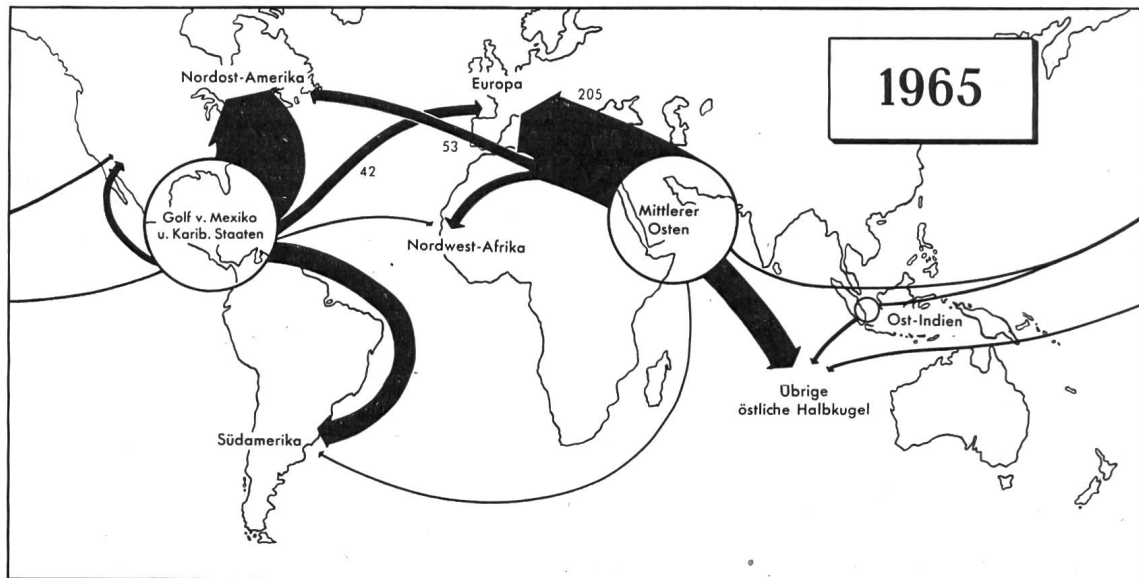 1965
Nordost-Amerika
Europa
205
53
42
Golf v. Mexiko
u. Karib. Staaten
Mittlerer
Osten
Nordwest-Afrika
Ost-Indien
Übrige
östliche Halbkugel
Südamerika